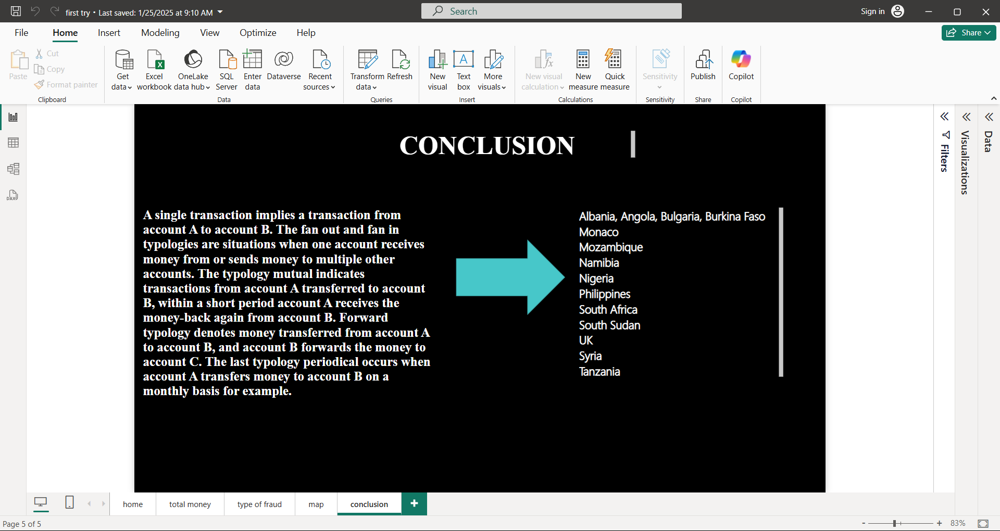 first try • Last saved: 1/25/2025 at 9:10 AM
Search
Sign in
File Home Insert Modeling View Optimize Help
Share
Paste
Cut
Copy
Format painter
Clipboard
Get data
Excel workbook
OneLake data hub
SQL Server
Enter data
Dataverse
Recent sources
Data
Transform data
Refresh
Queries
New visual
Text box
More visuals
Insert
New visual calculation
New measure
Quick measure
Calculations
Sensitivity
Sensitivity
Publish
Share
Copilot
Copilot
DAX
CONCLUSION
A single transaction implies a transaction from
account A to account B. The fan out and fan in
typologies are situations when one account receives
money from or sends money to multiple other
accounts. The typology mutual indicates
transactions from account A transferred to account
B, within a short period account A receives the
money-back again from account B. Forward
typology denotes money transferred from account A
to account B, and account B forwards the money to
account C. The last typology periodical occurs when
account A transfers money to account B on a
monthly basis for example.
Albania, Angola, Bulgaria, Burkina Faso
Monaco
Mozambique
Namibia
Nigeria
Philippines
South Africa
South Sudan
UK
Syria
Tanzania
Filters
Visualizations
Data
home
total money
type of fraud
map
conclusion
Page 5 of 5
83%